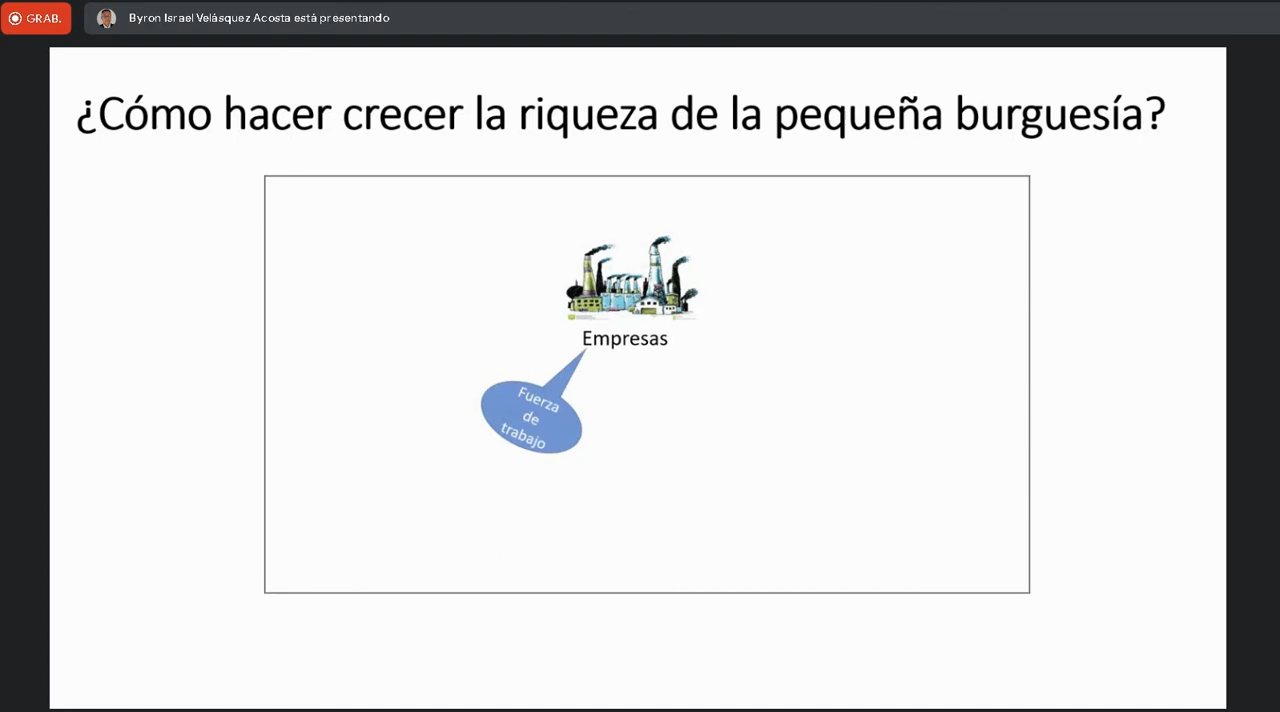 GRAB.
Byron Israel Velásquez Acosta está presentando
¿Cómo hacer crecer la riqueza de la pequeña burguesía?
Empresas
Fuerza
de
trabajo